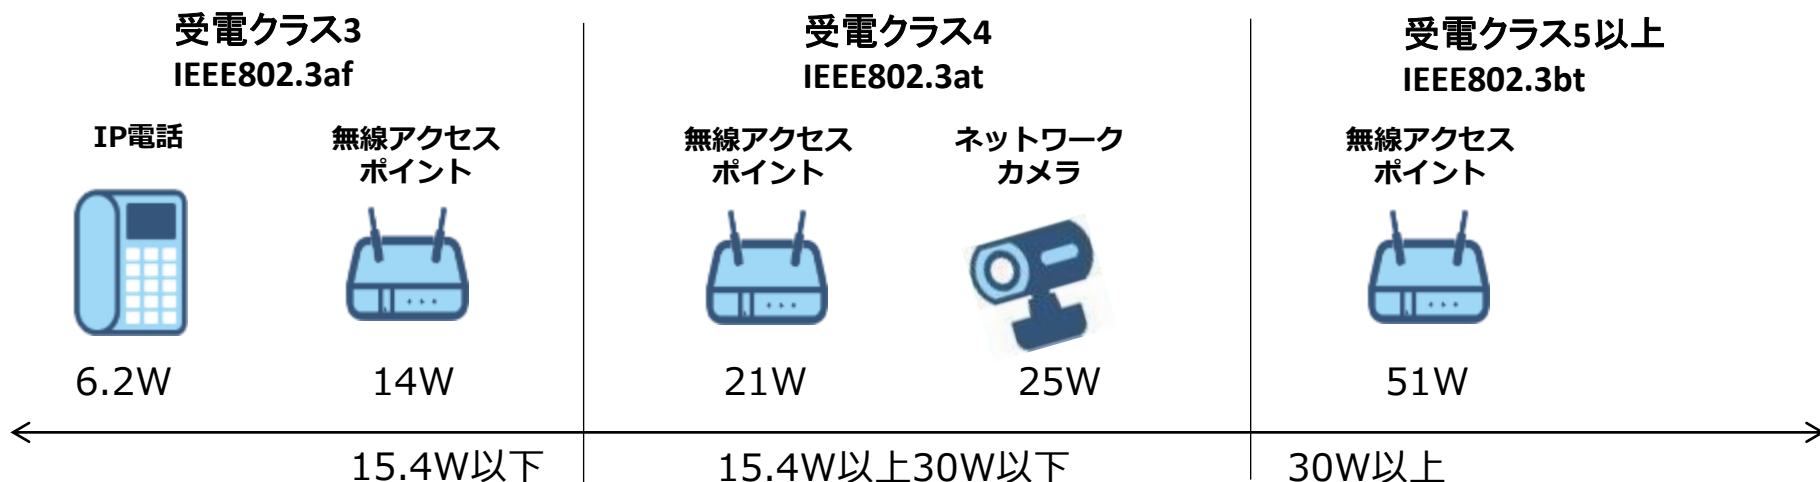 受電クラス3
IEEE802.3af
受電クラス4
IEEE802.3at
受電クラス5以上
IEEE802.3bt
IP電話
無線アクセス
ポイント
無線アクセス
ポイント
ネットワーク
カメラ
無線アクセス
ポイント
6.2W
14W
21W
25W
51W
15.4W以下
15.4W以上30W以下
30W以上